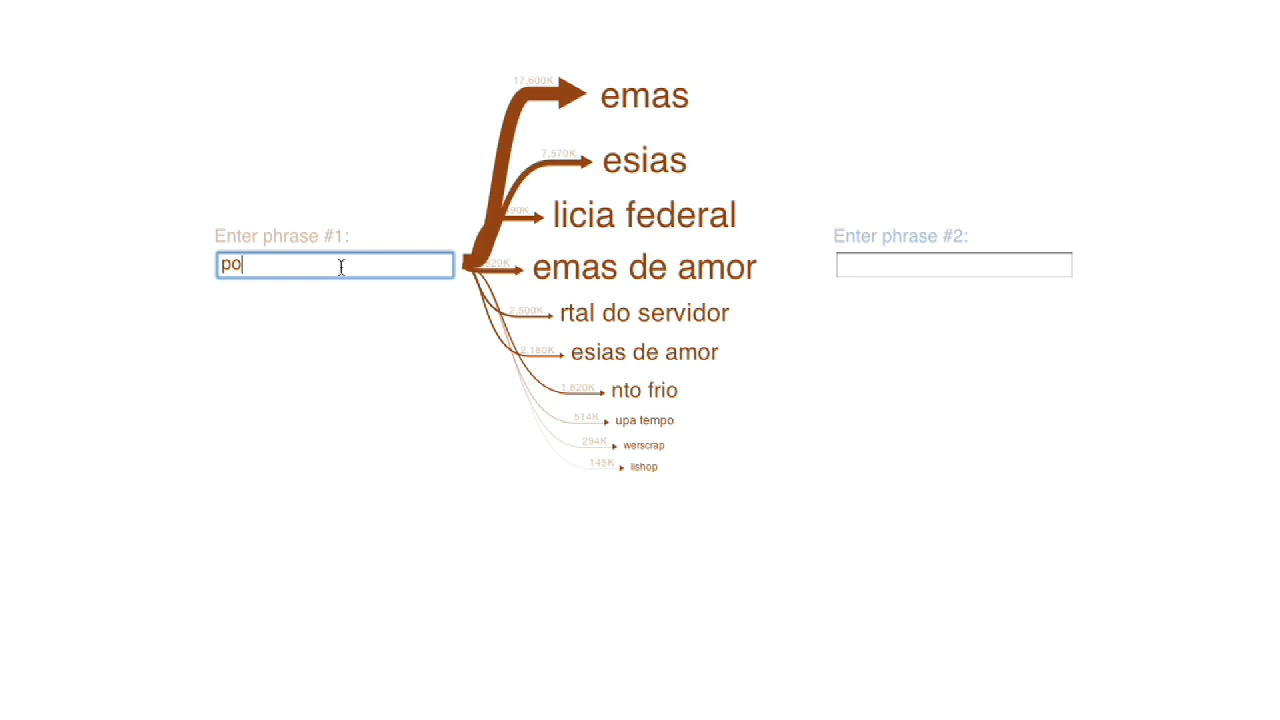 17,600K
emas
7,570K
esias
licia federal
Enter phrase #1:
Enter phrase #2:
po
emas de amor
2,500K
rtal do servidor
2,180K
esias de amor
1,820K
nto frio
514K
upa tempo
294K
werscrap
145K
lishop